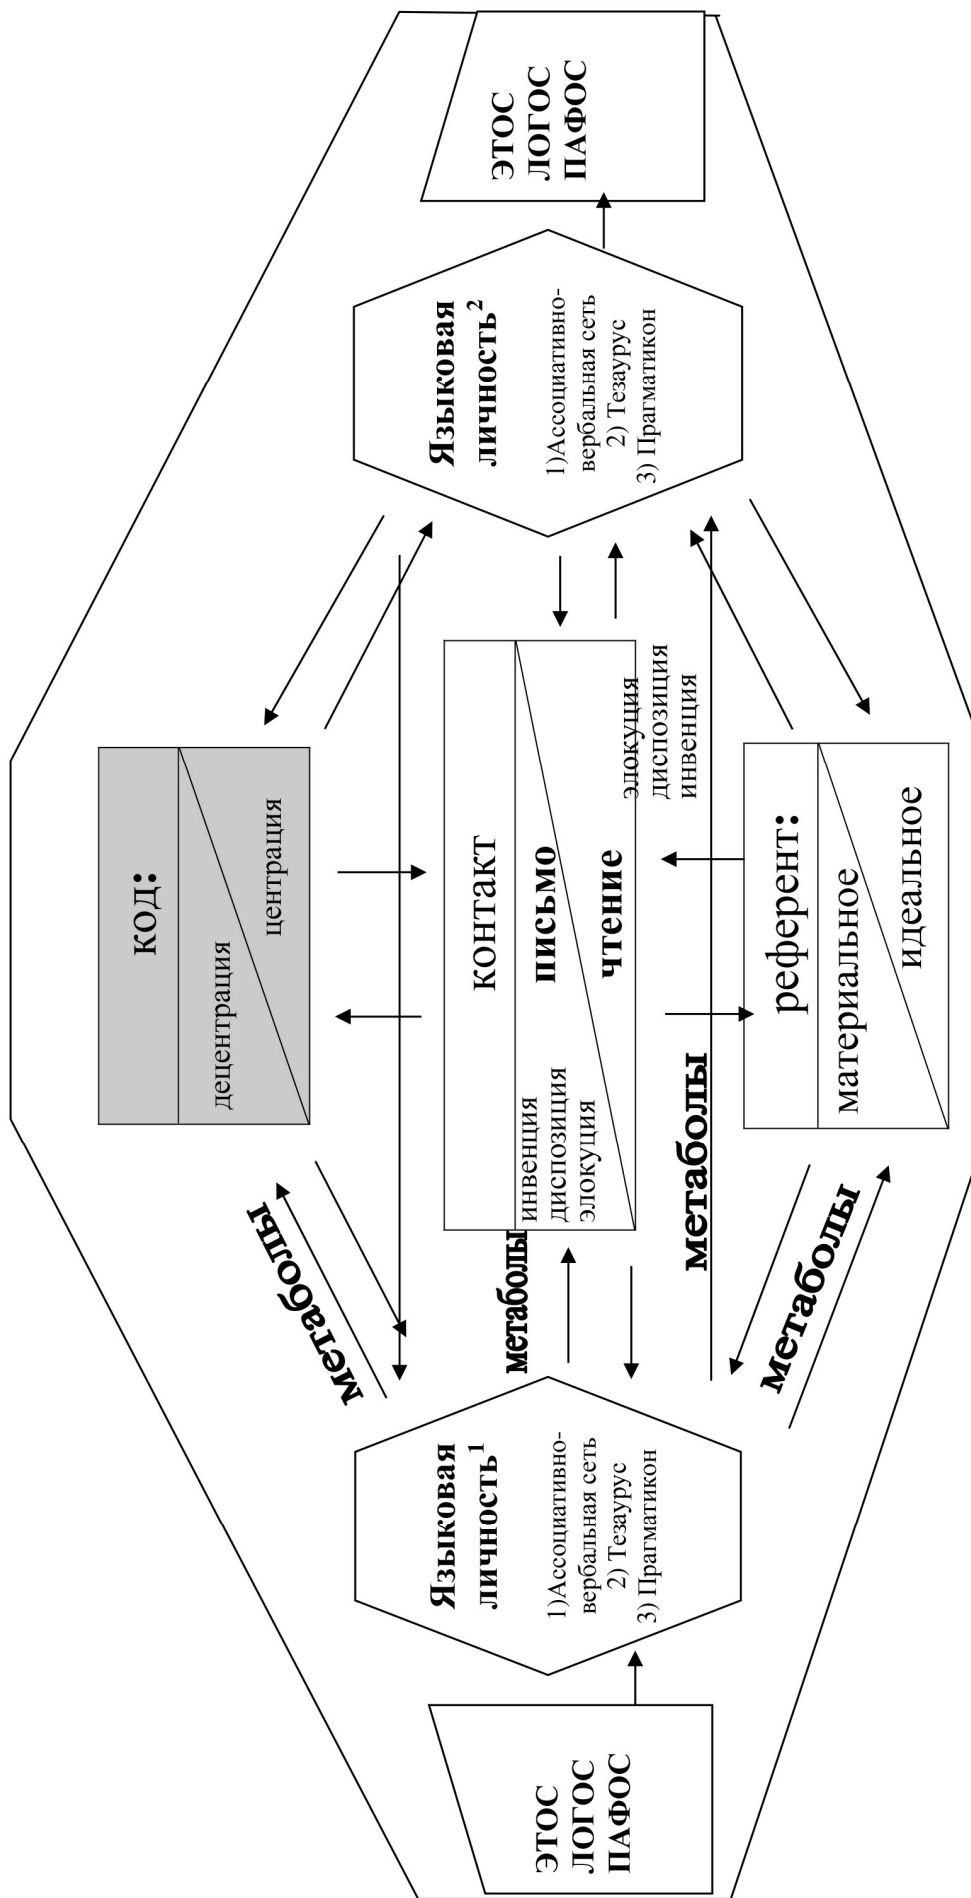 код:
децентрация
центрация
метаболы
ЭТОС
ЛОГОС
ПАФОС
Языковая
личность1
1)Ассоциативно-
вербальная сеть
2) Тезаурус
3) Прагматикон
метаболы
контакт
инвенция
диспозиция
элокуция
письмо
чтение
элокуция
диспозиция
инвенция
Языковая
личность2
1)Ассоциативно-
вербальная сеть
2) Тезаурус
3) Прагматикон
ЭТОС
ЛОГОС
ПАФОС
метаболы
метаболы
референт:
материальное
идеальное